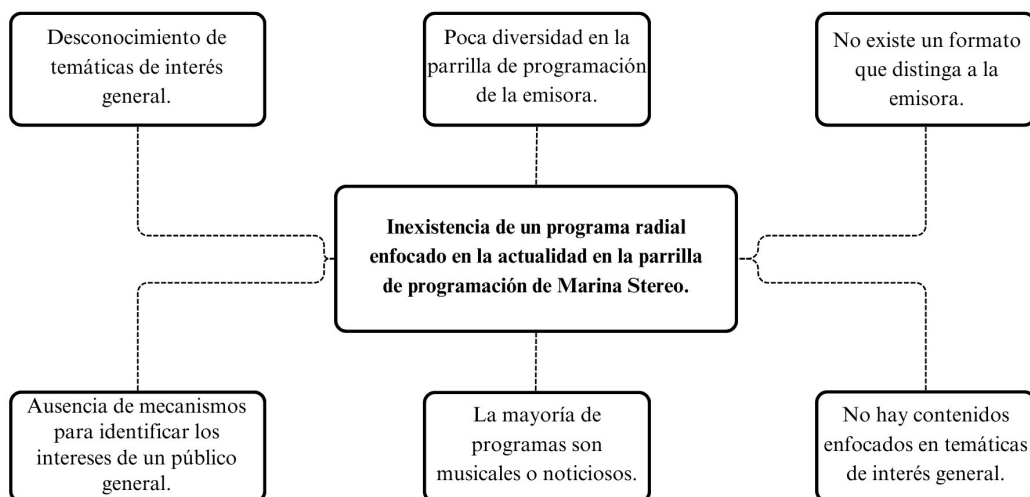 Desconocimiento de
temáticas de interés
general.
Poca diversidad en la
parrilla de programación
de la emisora.
No existe un formato
que distinga a la
emisora.
Inexistencia de un programa radial
enfocado en la actualidad en la parrilla
de programación de Marina Stereo.
Ausencia de mecanismos
para identificar los
intereses de un público
general.
La mayoría de
programas son
musicales o noticiosos.
No hay contenidos
enfocados en temáticas
de interés general.